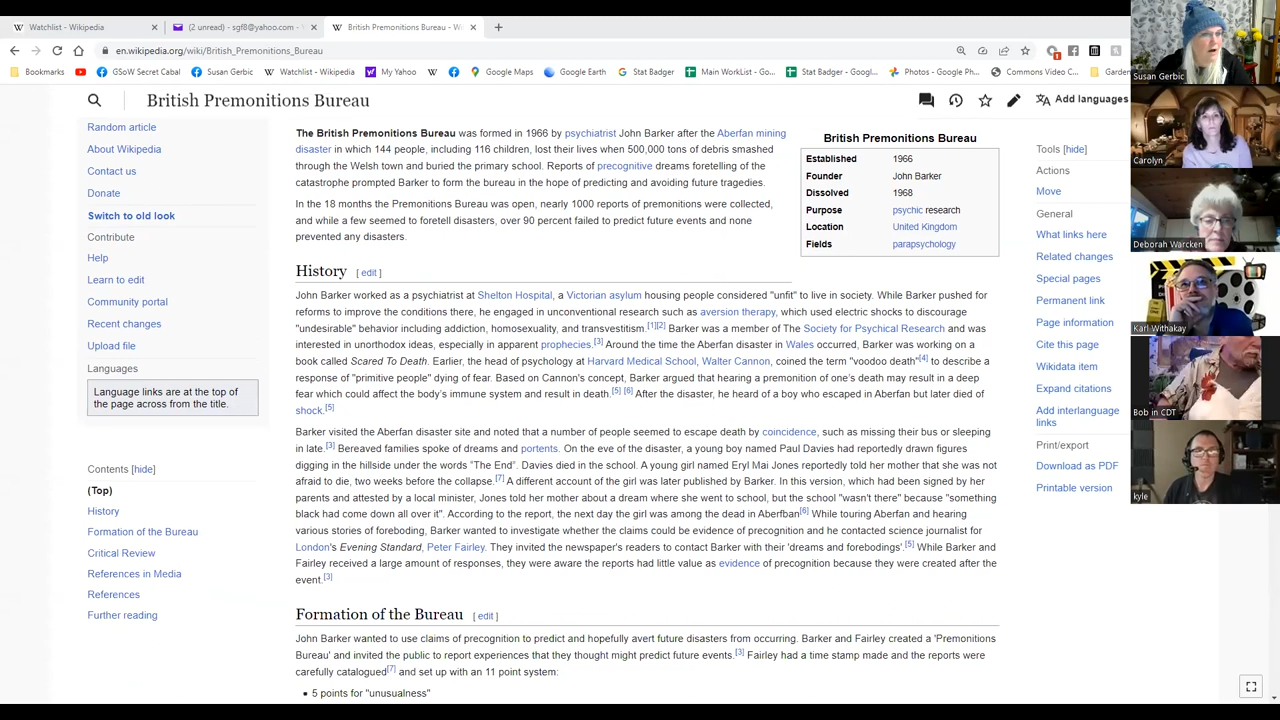 Watchlist - Wikipedia
(2 unread) - sgf8@yahoo.com -
British Premonitions Bureau - Wi
en.wikipedia.org/wiki/British_Premonitions_Bureau
Bookmarks GSoW Secret Cabal Susan Gerbic Watchlist - Wikipedia My Yahoo Google Maps Google Earth Stat Badger Main WorkList - Go... Stat Badger - Googl... Photos - Google Ph... Commons Video C... Garden
British Premonitions Bureau
Add languages
Random article
About Wikipedia
Contact us
Donate
Switch to old look
Contribute
Help
Learn to edit
Community portal
Recent changes
Upload file
Languages
Language links are at the top of
the page across from the title.
Contents [hide]
(Top)
History
Formation of the Bureau
Critical Review
References in Media
References
Further reading
The British Premonitions Bureau was formed in 1966 by psychiatrist John Barker after the Aberfan mining
disaster in which 144 people, including 116 children, lost their lives when 500,000 tons of debris smashed
through the Welsh town and buried the primary school. Reports of precognitive dreams foretelling of the
catastrophe prompted Barker to form the bureau in the hope of predicting and avoiding future tragedies.
In the 18 months the Premonitions Bureau was open, nearly 1000 reports of premonitions were collected,
and while a few seemed to foretell disasters, over 90 percent failed to predict future events and none
prevented any disasters.
British Premonitions Bureau
Established 1966
Founder John Barker
Dissolved 1968
Purpose psychic research
Location United Kingdom
Fields parapsychology
History [ edit ]
John Barker worked as a psychiatrist at Shelton Hospital, a Victorian asylum housing people considered "unfit" to live in society. While Barker pushed for
reforms to improve the conditions there, he engaged in unconventional research such as aversion therapy, which used electric shocks to discourage
"undesirable" behavior including addiction, homosexuality, and transvestitism.[1][2] Barker was a member of The Society for Psychical Research and was
interested in unorthodox ideas, especially in apparent prophecies.[3] Around the time the Aberfan disaster in Wales occurred, Barker was working on a
book called Scared To Death. Earlier, the head of psychology at Harvard Medical School, Walter Cannon, coined the term "voodoo death"[4] to describe a
response of "primitive people" dying of fear. Based on Cannon's concept, Barker argued that hearing a premonition of one's death may result in a deep
fear which could affect the body's immune system and result in death.[5] [6] After the disaster, he heard of a boy who escaped in Aberfan but later died of
shock.[5]
Barker visited the Aberfan disaster site and noted that a number of people seemed to escape death by coincidence, such as missing their bus or sleeping
in late.[3] Bereaved families spoke of dreams and portents. On the eve of the disaster, a young boy named Paul Davies had reportedly drawn figures
digging in the hillside under the words "The End". Davies died in the school. A young girl named Eryl Mai Jones reportedly told her mother that she was not
afraid to die, two weeks before the collapse.[7] A different account of the girl was later published by Barker. In this version, which had been signed by her
parents and attested by a local minister, Jones told her mother about a dream where she went to school, but the school "wasn't there" because "something
black had come down all over it". According to the report, the next day the girl was among the dead in Aberfban[6] While touring Aberfan and hearing
various stories of foreboding, Barker wanted to investigate whether the claims could be evidence of precognition and he contacted science journalist for
London's Evening Standard, Peter Fairley. They invited the newspaper's readers to contact Barker with their 'dreams and forebodings'.[5] While Barker and
Fairley received a large amount of responses, they were aware the reports had little value as evidence of precognition because they were created after the
event.[3]
Formation of the Bureau [ edit ]
John Barker wanted to use claims of precognition to predict and hopefully avert future disasters from occurring. Barker and Fairley created a 'Premonitions
Bureau' and invited the public to report experiences that they thought might predict future events.[3] Fairley had a time stamp made and the reports were
carefully catalogued[7] and set up with an 11 point system:
• 5 points for "unusualness"
Tools [hide]
Actions
Move
General
What links here
Related changes
Special pages
Permanent link
Page information
Cite this page
Wikidata item
Expand citations
Add interlanguage
links
Print/export
Download as PDF
Printable version
Susan Gerbic
Carolyn
Deborah Warcken
Karl Withakay
Bob in CDT
kyle